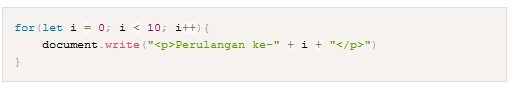 for(let i = 0; i < 10; i++){
    document.write("<p>Perulangan ke-" + i + "</p>")
}